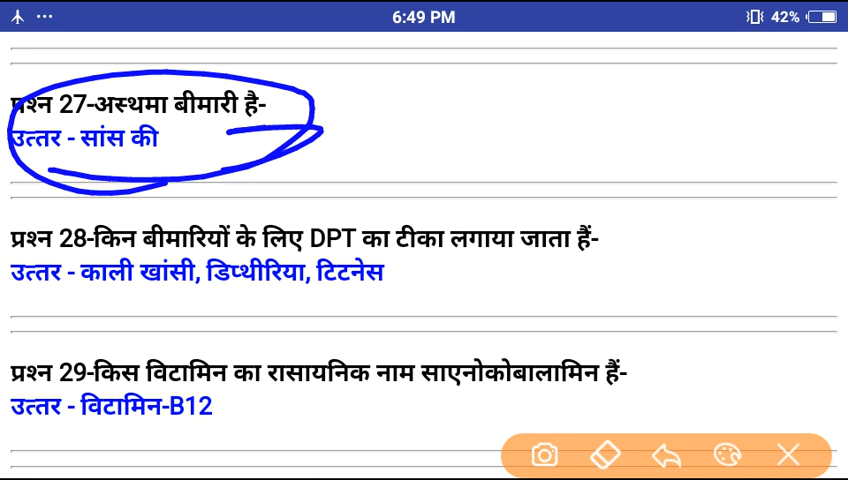 6:49 PM
42%
प्रश्न 27-अस्थमा बीमारी है-
उत्तर - सांस की
प्रश्न 28-किन बीमारियों के लिए DPT का टीका लगाया जाता हैं-
उत्तर - काली खांसी, डिप्थीरिया, टिटनेस
प्रश्न 29-किस विटामिन का रासायनिक नाम साएनोकोबालामिन हैं-
उत्तर - विटामिन-B12